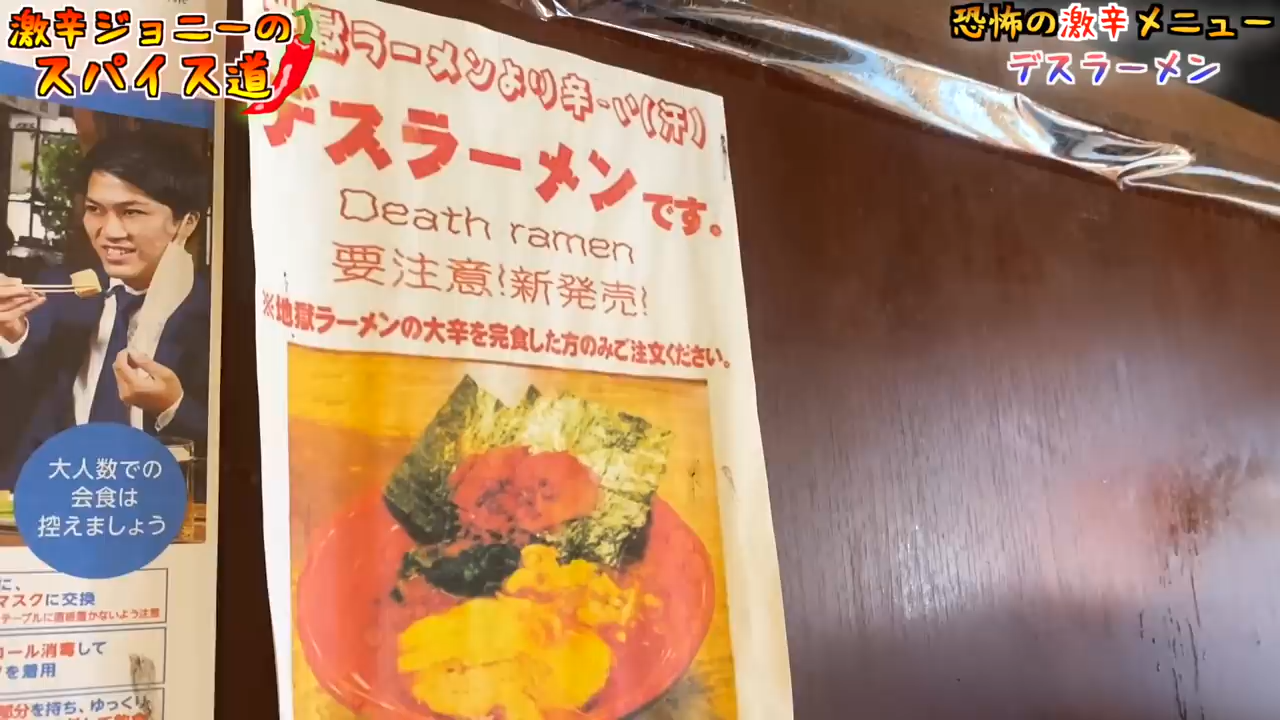 激辛ジョニーの
スパイス道
恐怖の激辛メニュー
デスラーメン
獄ラーメンより辛-い(汗)
デスラーメンです。
Death ramen
要注意!新発売!
※地獄ラーメンの大辛を完食した方のみご注文ください。
大人数での
会食は
控えましょう
に、
マスクに交換
テーブルに直接置かないよう注意
コール消毒して
を着用
部分を持ち、ゆっくり